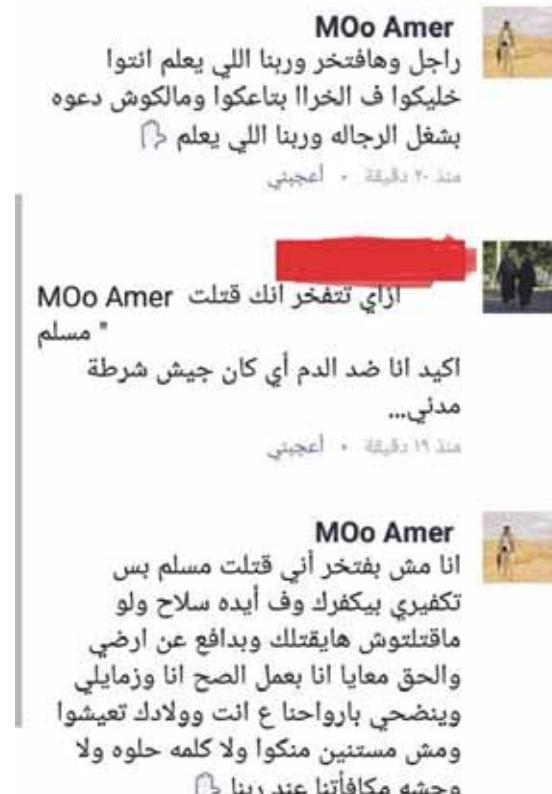 MOo Amer
راجل وهافتخر وربنا اللي يعلم انتوا
خليكوا ف الخراا بتاعكوا ومالكوش دعوه
بشغل الرجاله وربنا اللي يعلم
منذ ٢٠ دقيقة • أعجبني
ازاي تتفخر انك قتلت MOo Amer
" مسلم
اكيد انا ضد الدم أي كان جيش شرطة
مدني...
منذ ١٩ دقيقة • أعجبني
MOo Amer
انا مش بفتخر أني قتلت مسلم بس
تكفيري بيكفرك وف أيده سلاح ولو
ماقتلتوش هايقتلك وبدافع عن ارضي
والحق معايا انا بعمل الصح انا وزمايلي
وينضحي بارواحنا ع انت وولادك تعيشوا
ومش مستنين منكوا ولا كلمه حلوه ولا
وحشه مكافأتنا عند ربنا